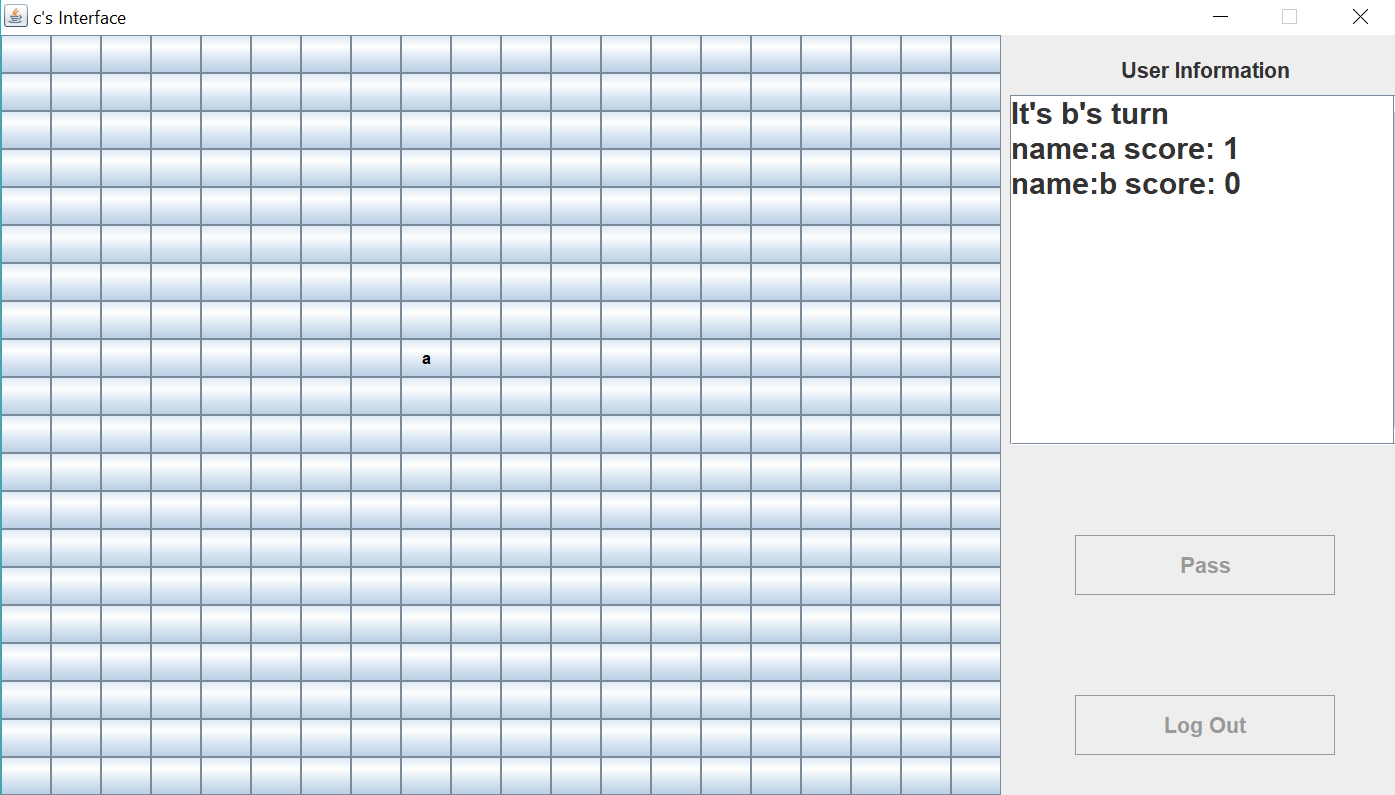 c's Interface
User Information
It's b's turn
name:a score: 1
name:b score: 0
a
Pass
Log Out